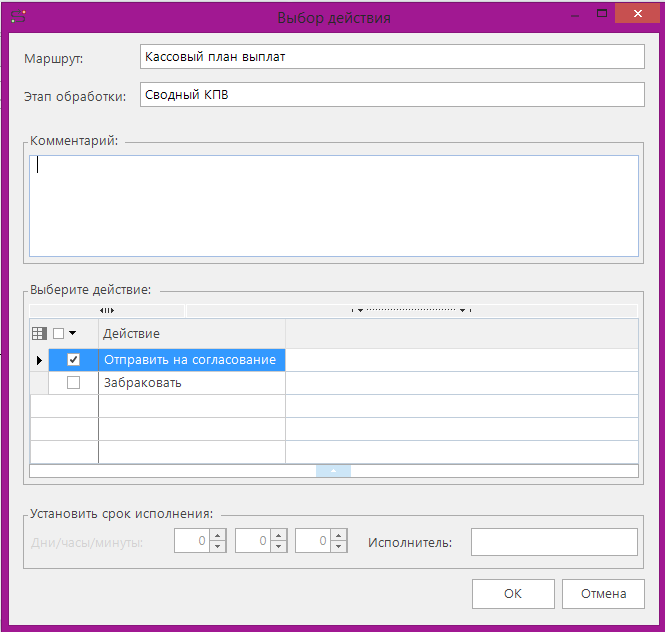 Выбор действия
Маршрут: Кассовый план выплат
Этап обработки: Сводный КПВ
Комментарий:
Выберите действие:
Действие
Отправить на согласование
Забраковать
Установить срок исполнения:
Дни/часы/минуты: 0 0 0 Исполнитель:
ОК Отмена